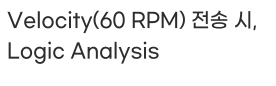 Velocity(60 RPM) 전송 시,
Logic Analysis